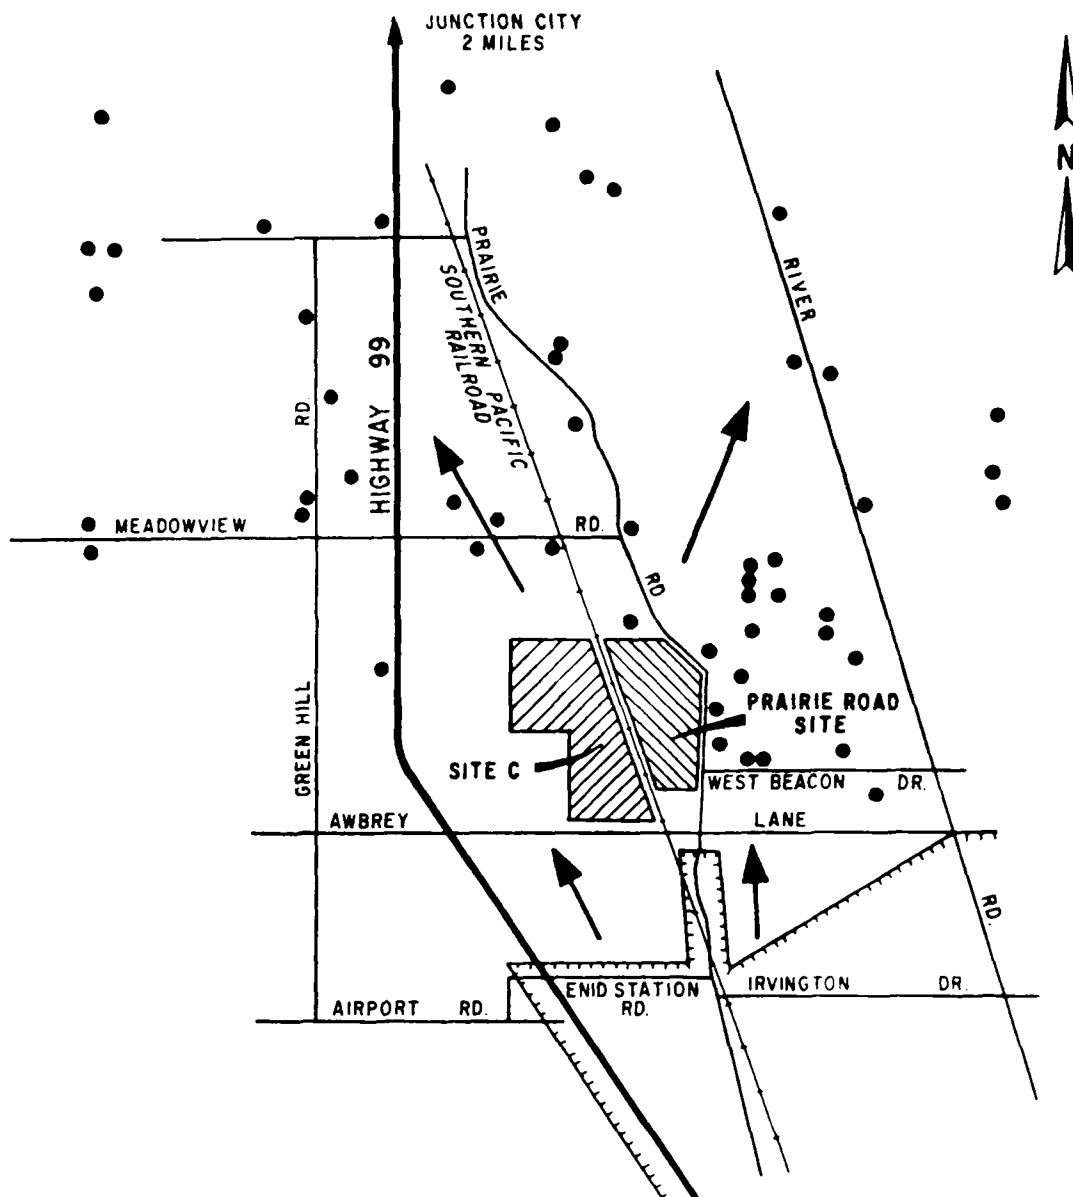 JUNCTION CITY
2 MILES
N
PRAIRIE
SOUTHERN PACIFIC
RAILROAD
RIVER
HIGHWAY 99
RD.
MEADOWVIEW
RD.
RD
GREEN HILL
PRAIRIE ROAD
SITE
SITE C
WEST BEACON DR.
AWBREY LANE
RD.
ENID STATION
RD.
IRVINGTON DR.
AIRPORT RD.